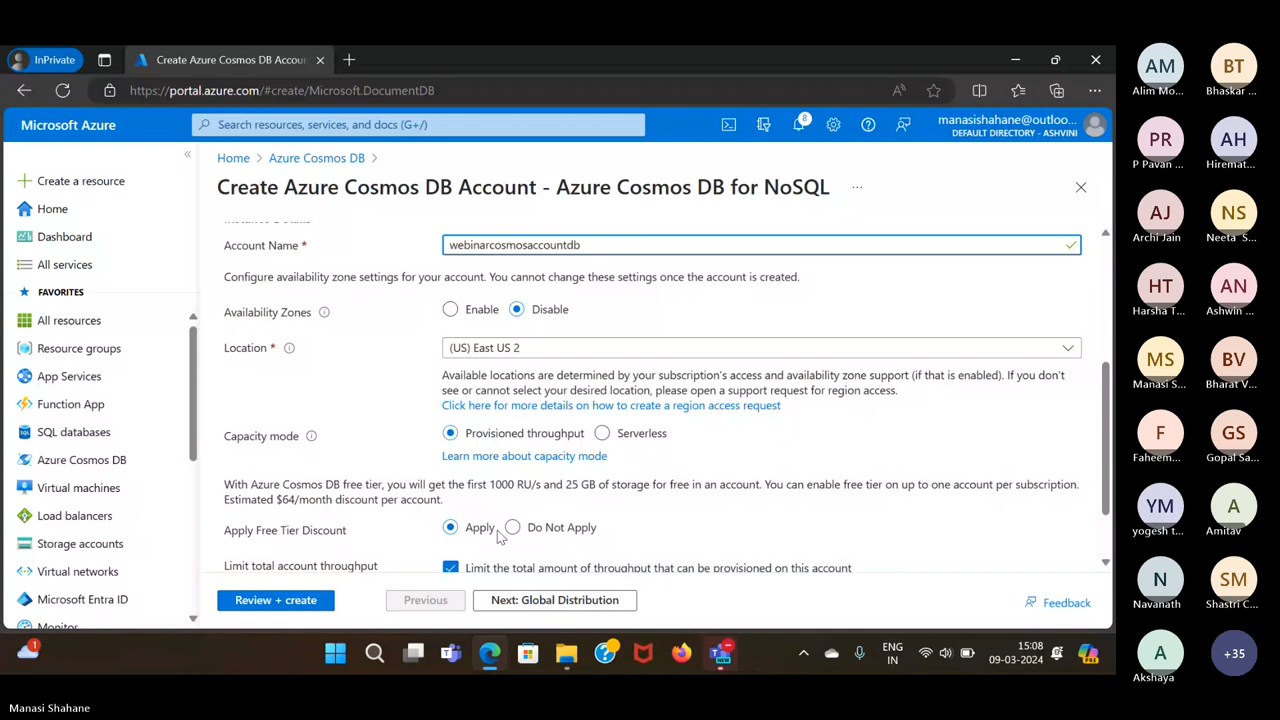 InPrivate
Create Azure Cosmos DB Accou
https://portal.azure.com/#create/Microsoft.DocumentDB
Microsoft Azure
Search resources, services, and docs (G+/)
8
manasishahane@outloo...
DEFAULT DIRECTORY - ASHVINI
Create a resource
Home
Dashboard
All services
FAVORITES
All resources
Resource groups
App Services
Function App
SQL databases
Azure Cosmos DB
Virtual machines
Load balancers
Storage accounts
Virtual networks
Microsoft Entra ID
Monitor
Home > Azure Cosmos DB >
Create Azure Cosmos DB Account - Azure Cosmos DB for NoSQL ...
Instance Details
Account Name *
webinarcosmosaccountdb
Configure availability zone settings for your account. You cannot change these settings once the account is created.
Availability Zones
Enable
Disable
Location *
(US) East US 2
Available locations are determined by your subscription's access and availability zone support (if that is enabled). If you don't
see or cannot select your desired location, please open a support request for region access.
Click here for more details on how to create a region access request
Capacity mode
Provisioned throughput
Serverless
Learn more about capacity mode
With Azure Cosmos DB free tier, you will get the first 1000 RU/s and 25 GB of storage for free in an account. You can enable free tier on up to one account per subscription.
Estimated $64/month discount per account.
Apply Free Tier Discount
Apply
Do Not Apply
Limit total account throughput
Limit the total amount of throughput that can be provisioned on this account
Review + create
Previous
Next: Global Distribution
Feedback
1
NEW
ENG
IN
15:08
09-03-2024
PRE
AM
Alim Mo...
BT
Bhaskar ...
PR
P Pavan ...
AH
Hiremat...
AJ
Archi Jain
NS
Neeta S...
HT
Harsha T...
AN
Ashwin ...
MS
Manasi S...
BV
Bharat V...
F
Faheem...
GS
Gopal Sa...
YM
yogesh t...
A
Amitav
N
Navanath
SM
Shastri C...
A
Akshaya
+35
Manasi Shahane